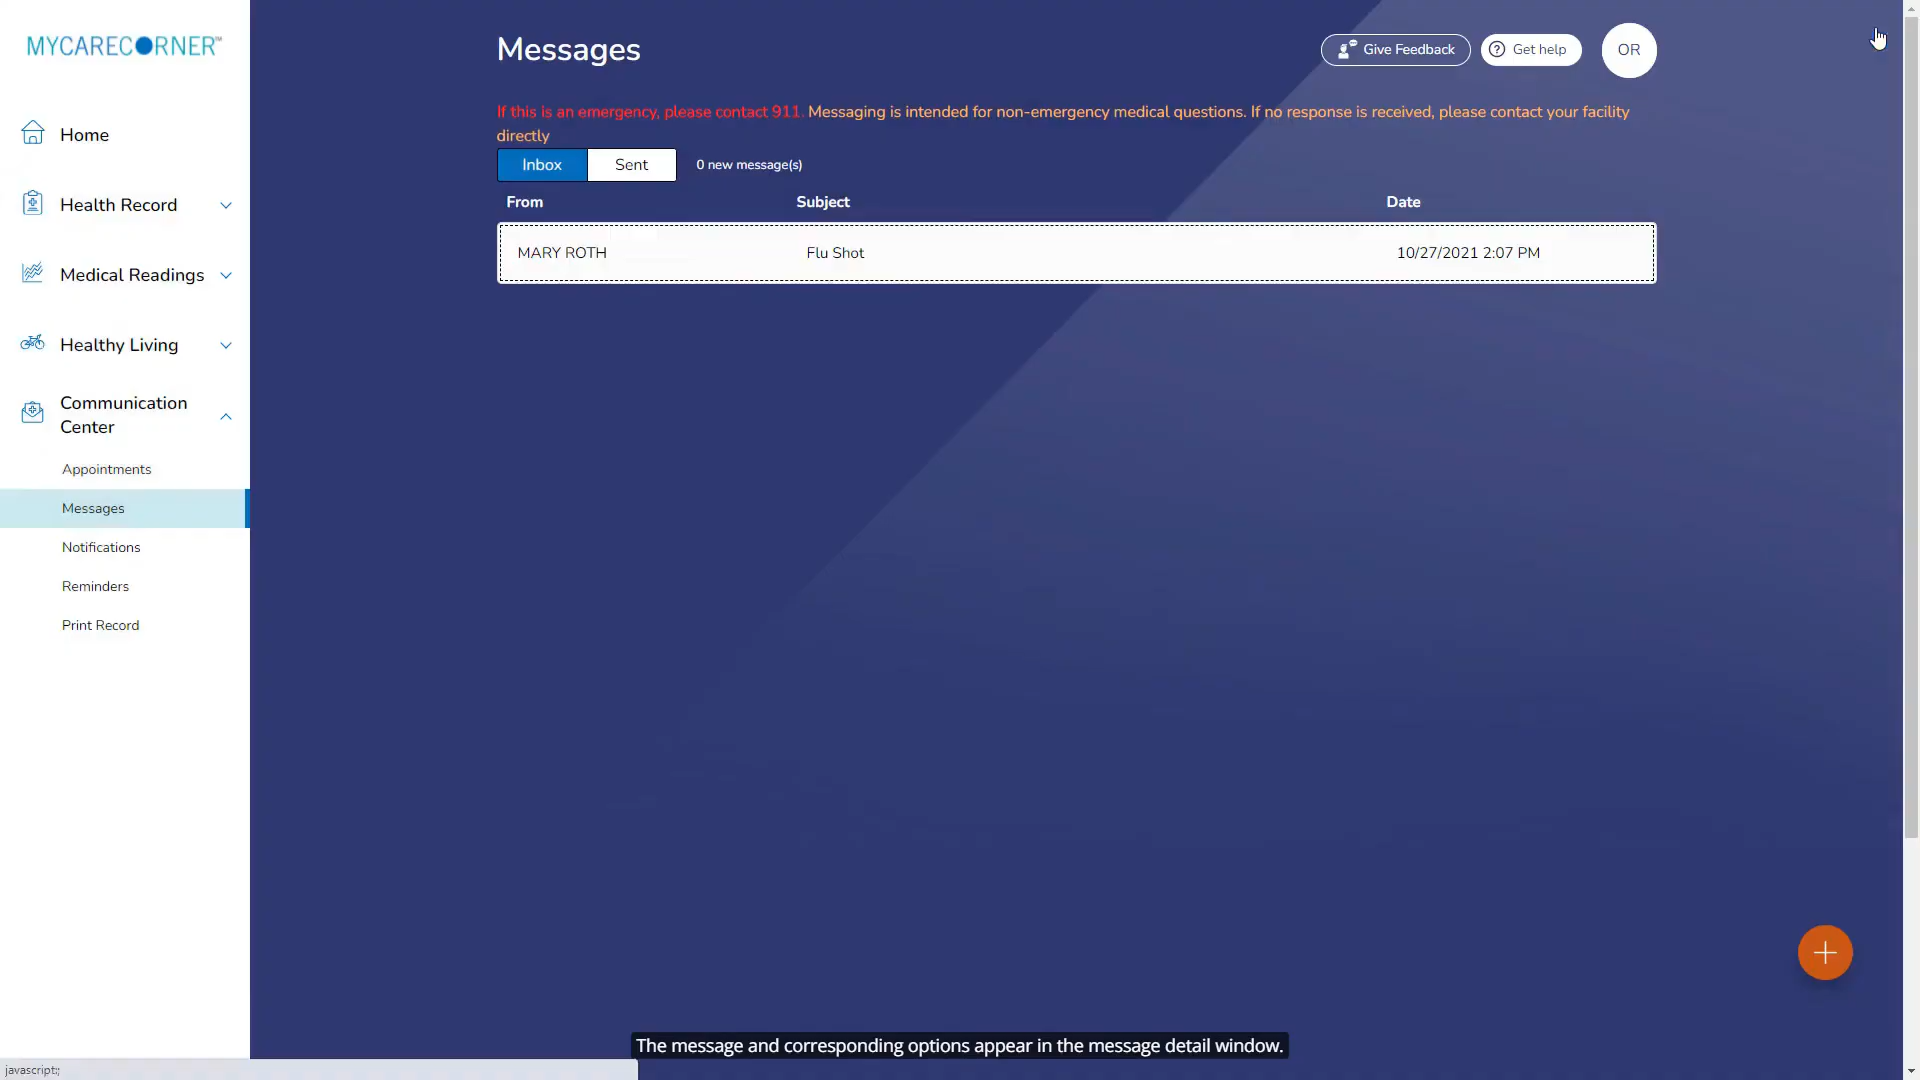 MYCARECORNER™
Home
Health Record
Medical Readings
Healthy Living
Communication
Center
Appointments
Messages
Notifications
Reminders
Print Record
Messages
Give Feedback
Get help
OR
If this is an emergency, please contact 911. Messaging is intended for non-emergency medical questions. If no response is received, please contact your facility
directly
Inbox Sent 0 new message(s)
From Subject Date
MARY ROTH Flu Shot 10/27/2021 2:07 PM
The message and corresponding options appear in the message detail window.
javascript:;